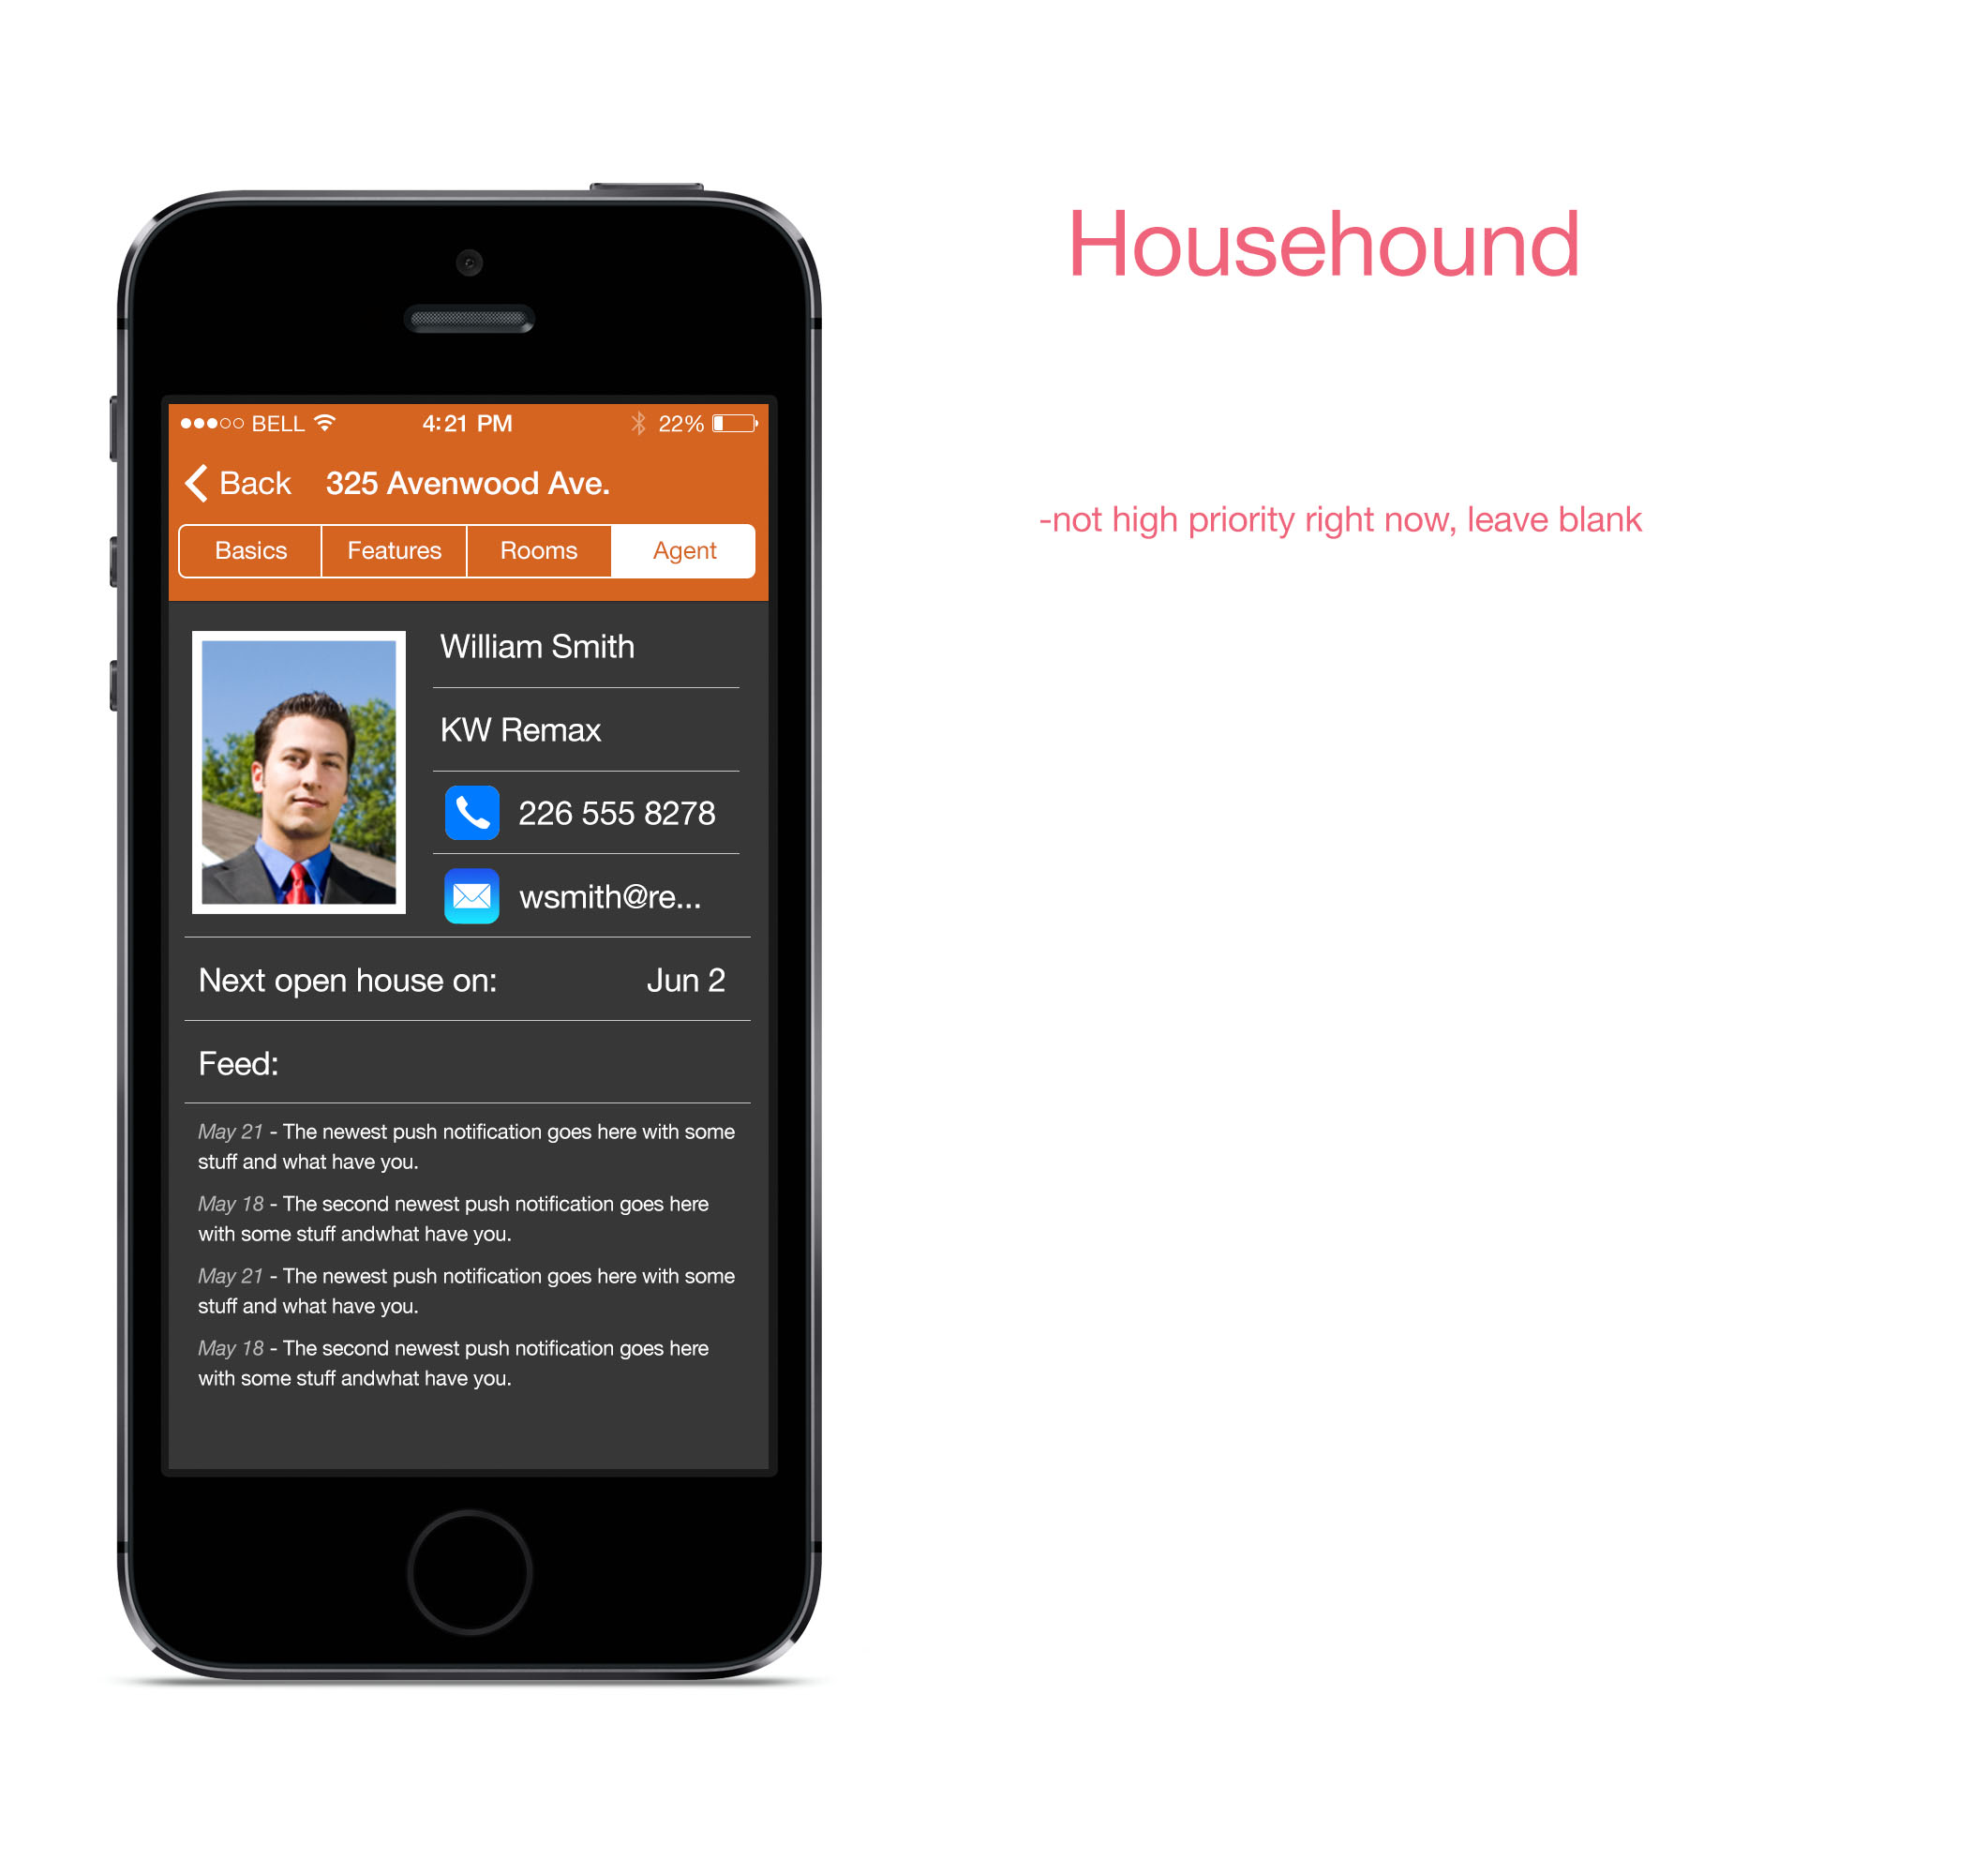 Househound
-not high priority right now, leave blank
BELL 4:21 PM 22%
Back 325 Avenwood Ave.
Basics Features Rooms Agent
William Smith
KW Remax
226 555 8278
wsmith@re...
Next open house on: Jun 2
Feed:
May 21 - The newest push notification goes here with some
stuff and what have you.
May 18 - The second newest push notification goes here
with some stuff andwhat have you.
May 21 - The newest push notification goes here with some
stuff and what have you.
May 18 - The second newest push notification goes here
with some stuff andwhat have you.